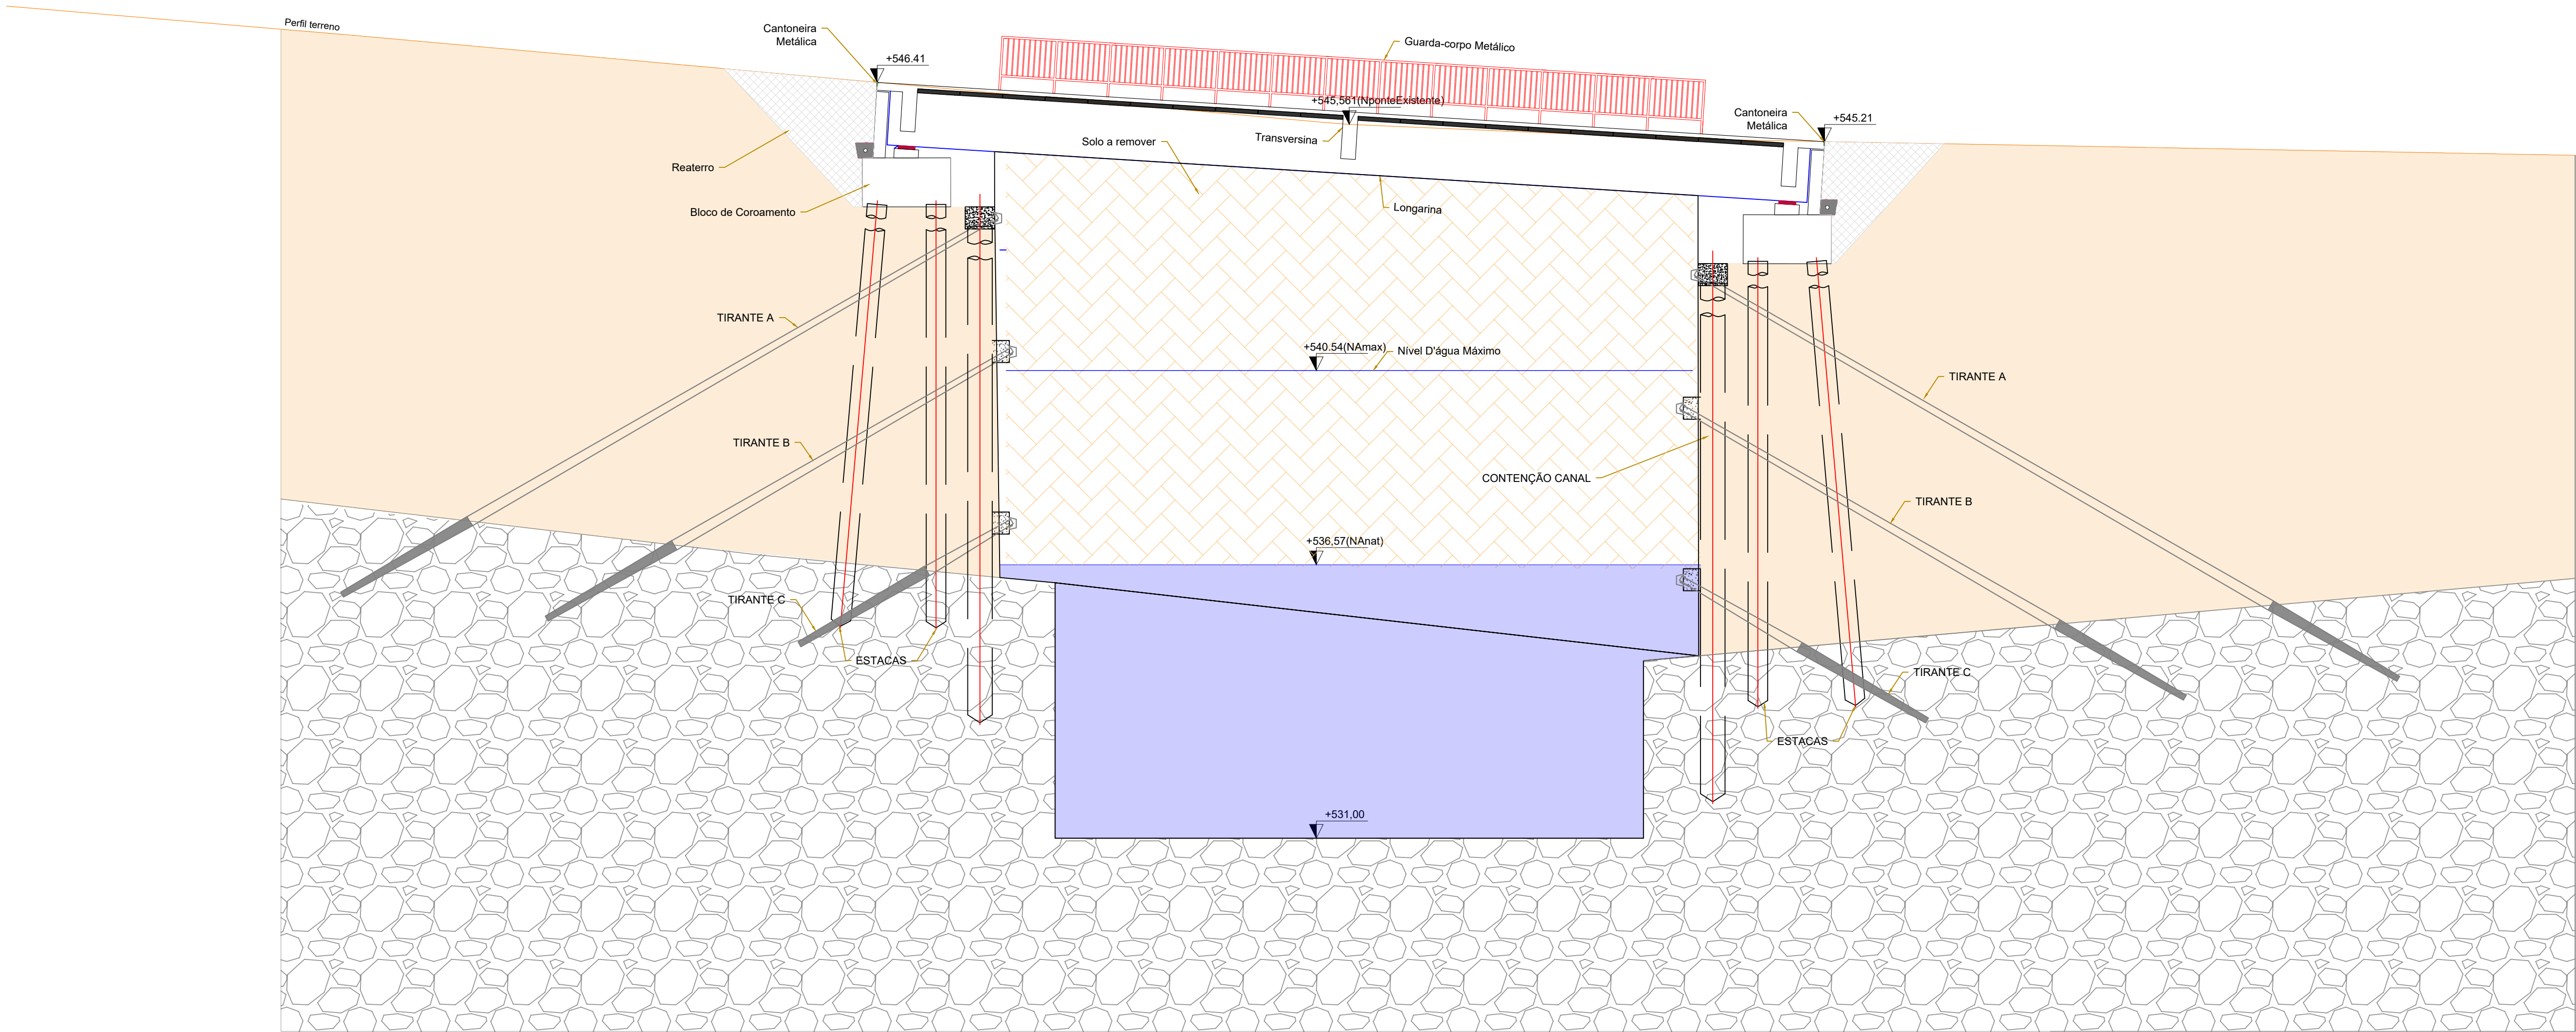 Perfil terreno
Cantoneira
Metálica
+546.41
Guarda-corpo Metálico
+545,561(NponteExistente)
Cantoneira
Metálica
+545.21
Transversina
Solo a remover
Reaterro
Bloco de Coroamento
Longarina
TIRANTE A
+540.54(NAmax)
Nível D'água Máximo
TIRANTE A
TIRANTE B
CONTENÇÃO CANAL
TIRANTE B
+536,57(NAnat)
TIRANTE C
ESTACAS
TIRANTE C
ESTACAS
+531,00